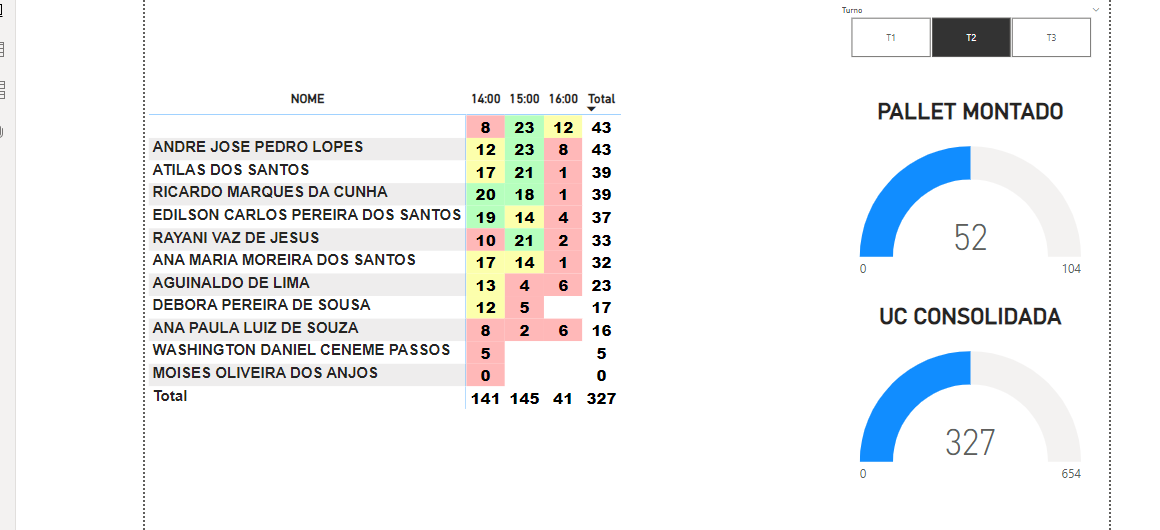 Turno
T1 T2 T3
NOME 14:00 15:00 16:00 Total
8 23 12 43
ANDRE JOSE PEDRO LOPES 12 23 8 43
ATILAS DOS SANTOS 17 21 1 39
RICARDO MARQUES DA CUNHA 20 18 1 39
EDILSON CARLOS PEREIRA DOS SANTOS 19 14 4 37
RAYANI VAZ DE JESUS 10 21 2 33
ANA MARIA MOREIRA DOS SANTOS 17 14 1 32
AGUINALDO DE LIMA 13 4 6 23
DEBORA PEREIRA DE SOUSA 12 5 17
ANA PAULA LUIZ DE SOUZA 8 2 6 16
WASHINGTON DANIEL CENEME PASSOS 5 5
MOISES OLIVEIRA DOS ANJOS 0 0
Total 141 145 41 327
PALLET MONTADO
52
0 104
UC CONSOLIDADA
327
0 654